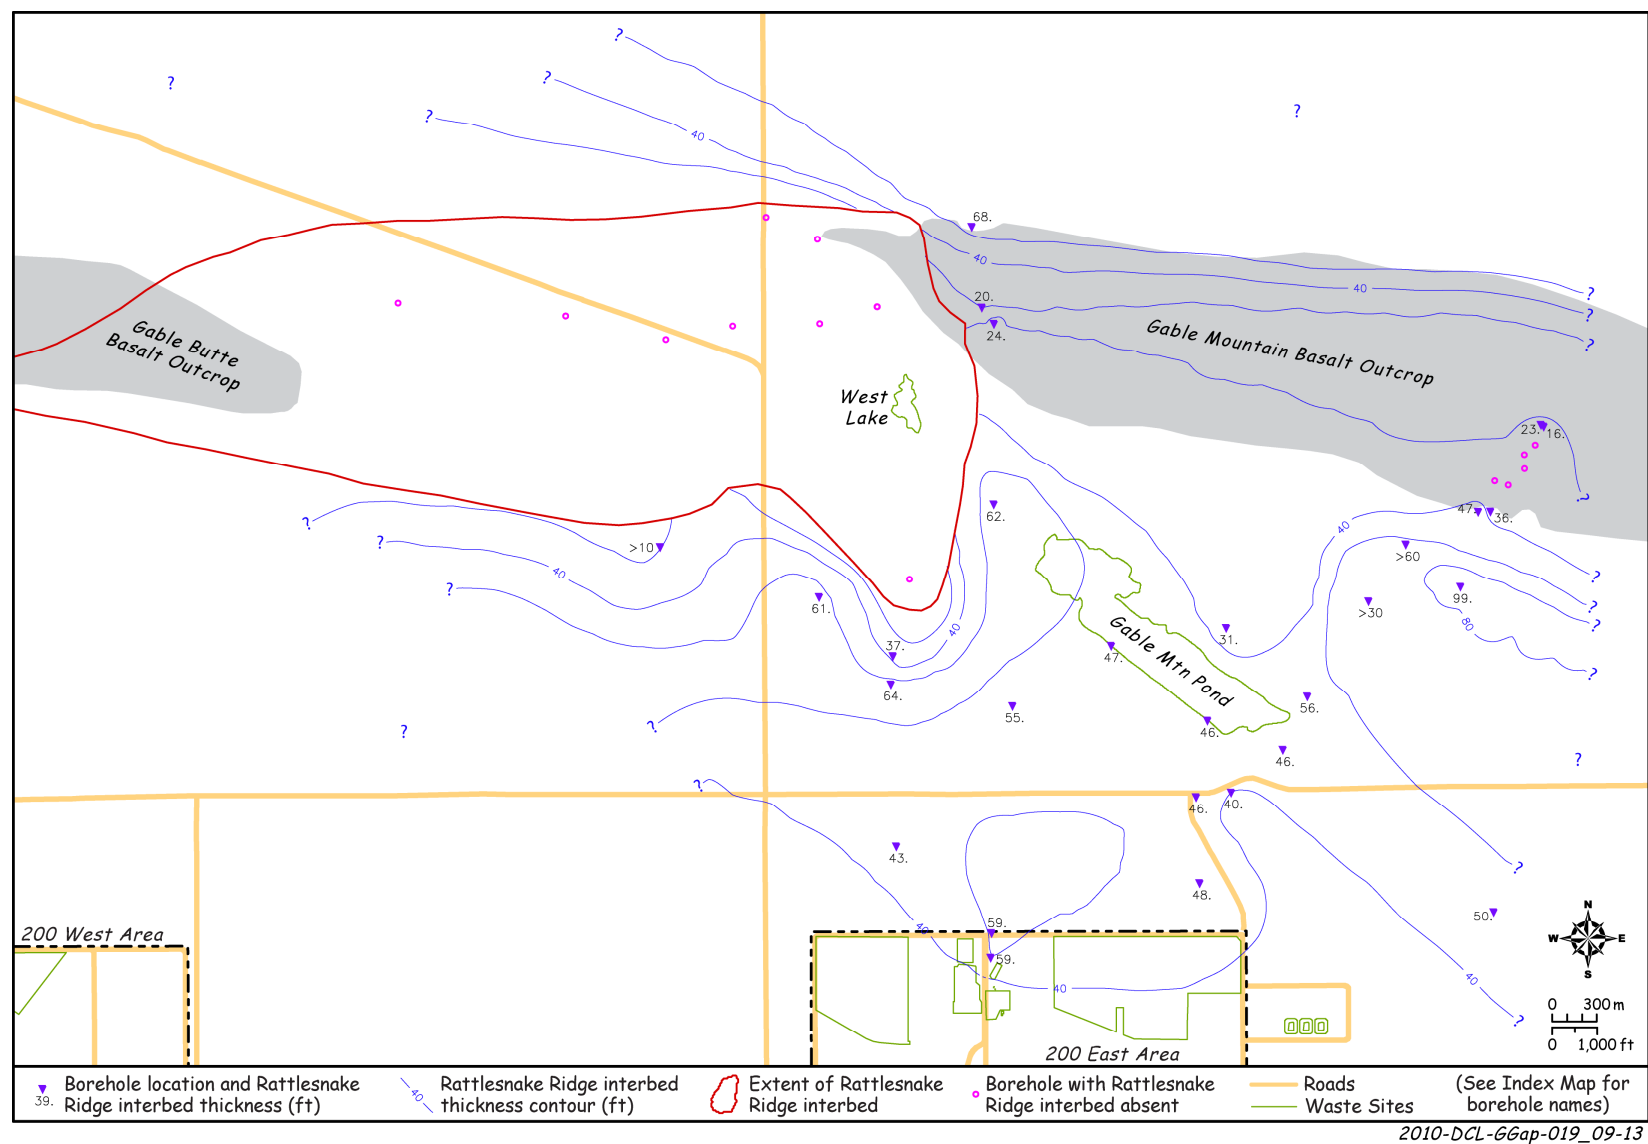 ?
?
?
?
?
40
?
68.
40
40
?
?
?
20.
24.
Gable Mountain Basalt Outcrop
Gable Butte
Basalt Outcrop
West
Lake
23.
16.
?
?
?
?
62.
40
47.
36.
>60
>10
40
61.
99.
>30
80
?
?
?
?
37.
40
31.
47.
Gable Mtn Pond
64.
55.
56.
46.
46.
?
?
?
?
46.
40.
43.
48.
?
59.
59.
40
40
50.
40
?
200 West Area
200 East Area
N
W
E
S
0 300 m
0 1,000 ft
39.
Borehole location and Rattlesnake
Ridge interbed thickness (ft)
40
Rattlesnake Ridge interbed
thickness contour (ft)
Extent of Rattlesnake
Ridge interbed
Borehole with Rattlesnake
Ridge interbed absent
Roads
Waste Sites
(See Index Map for
borehole names)
2010-DCL-GGap-019_09-13